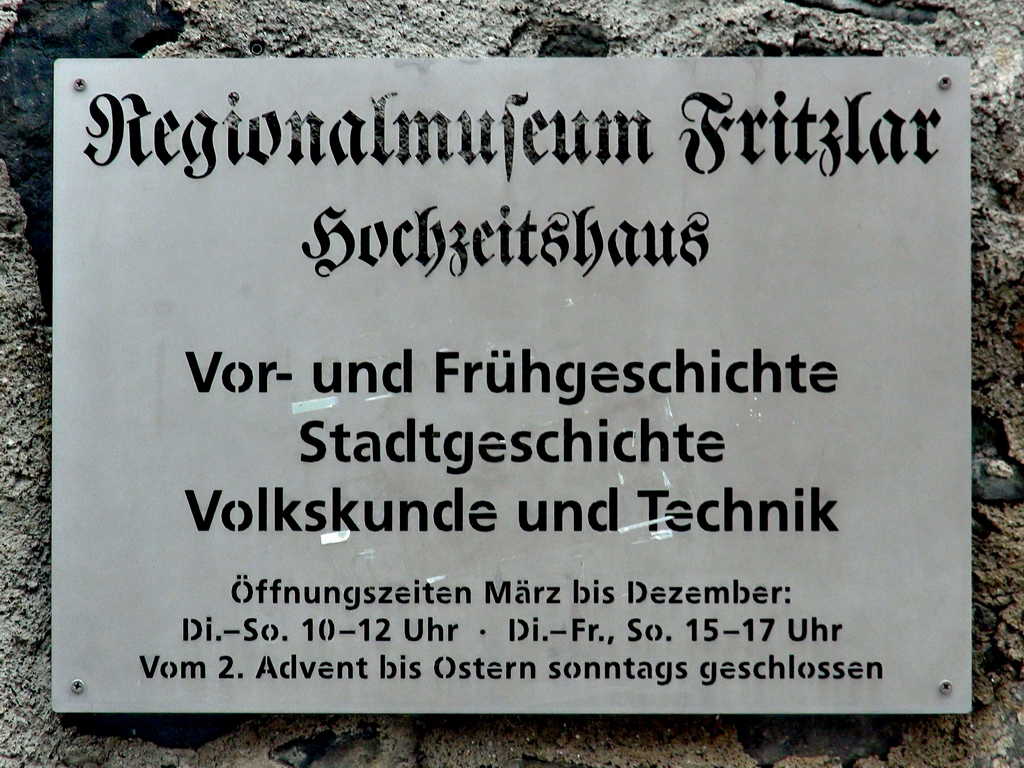 Regionalmuſeum Fritzlar
Hochzeitshaus
Vor- und Frühgeschichte
Stadtgeschichte
Volkskunde und Technik
Öffnungszeiten März bis Dezember:
Di.–So. 10–12 Uhr · Di.–Fr., So. 15–17 Uhr
Vom 2. Advent bis Ostern sonntags geschlossen